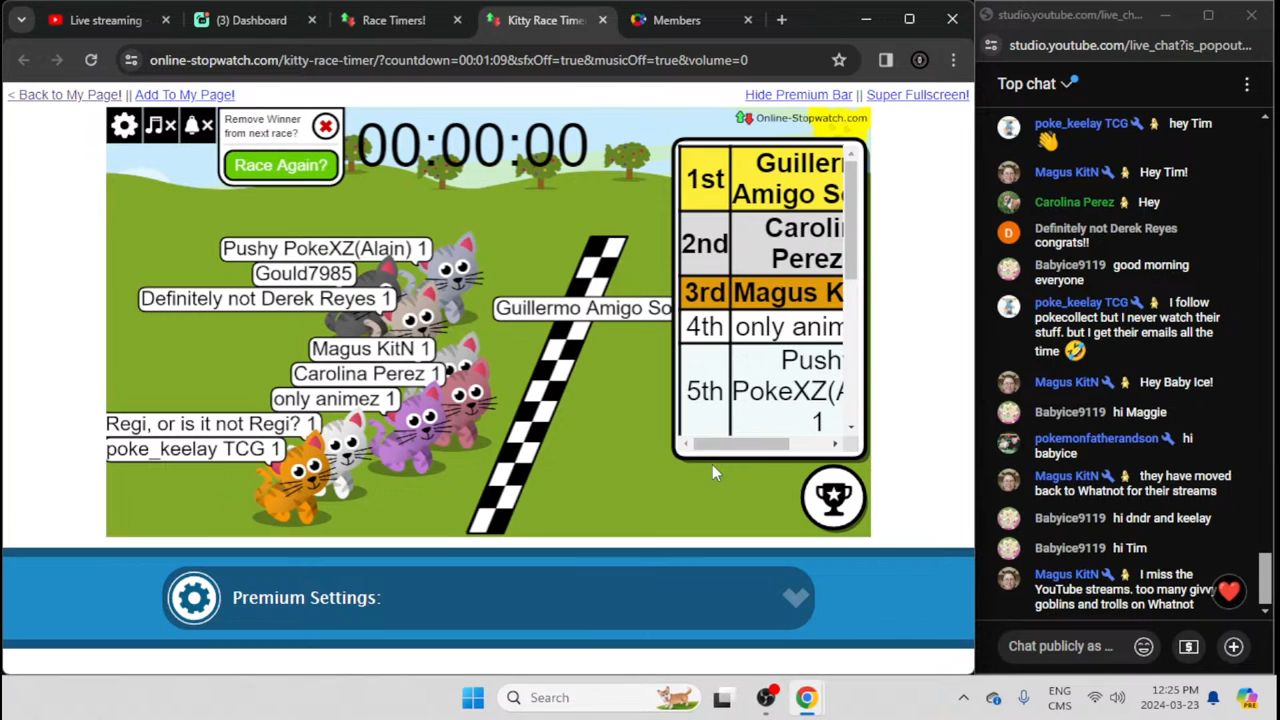 Live streaming
(3) Dashboard
Race Timers!
Kitty Race Time
Members
online-stopwatch.com/kitty-race-timer/?countdown=00:01:09&sfxOff=true&musicOff=true&volume=0
< Back to My Page! || Add To My Page!
Hide Premium Bar || Super Fullscreen!
Remove Winner
from next race?
Race Again?
00:00:00
Online-Stopwatch.com
1st Guillerm
Amigo So
2nd Caroli
Perez
3rd Magus K
4th only anim
5th Pushy
PokeXZ(A
1
Pushy PokeXZ(Alain) 1
Gould7985
Definitely not Derek Reyes 1
Guillermo Amigo So
Magus KitN 1
Carolina Perez 1
only animez 1
Regi, or is it not Regi? 1
poke_keelay TCG 1
Premium Settings:
studio.youtube.com/live_ch...
studio.youtube.com/live_chat?is_popout...
Top chat
poke_keelay TCG hey Tim
Magus KitN Hey Tim!
Carolina Perez Hey
D Definitely not Derek Reyes
congrats!!
Babyice9119 good morning
everyone
poke_keelay TCG I follow
pokecollect but I never watch their
stuff. but I get their emails all the
time
Magus KitN Hey Baby Ice!
Babyice9119 hi Maggie
pokemonfatherandson hi
babyice
Magus KitN they have moved
back to Whatnot for their streams
Babyice9119 hi dndr and keelay
Babyice9119 hi Tim
Magus KitN I miss the
YouTube streams. too many givvy
goblins and trolls on Whatnot
Chat publicly as ...
Search
ENG
CMS
12:25 PM
2024-03-23
PRE